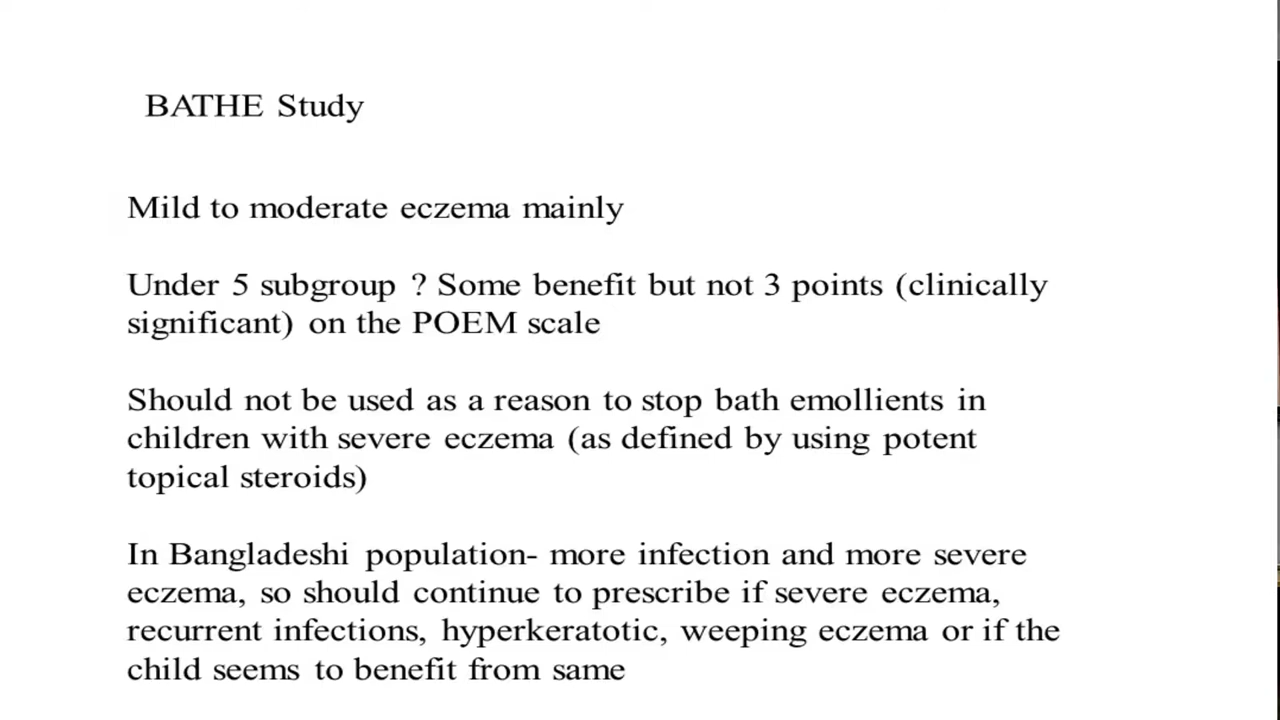 BATHE Study
Mild to moderate eczema mainly
Under 5 subgroup ? Some benefit but not 3 points (clinically
significant) on the POEM scale
Should not be used as a reason to stop bath emollients in
children with severe eczema (as defined by using potent
topical steroids)
In Bangladeshi population- more infection and more severe
eczema, so should continue to prescribe if severe eczema,
recurrent infections, hyperkeratotic, weeping eczema or if the
child seems to benefit from same